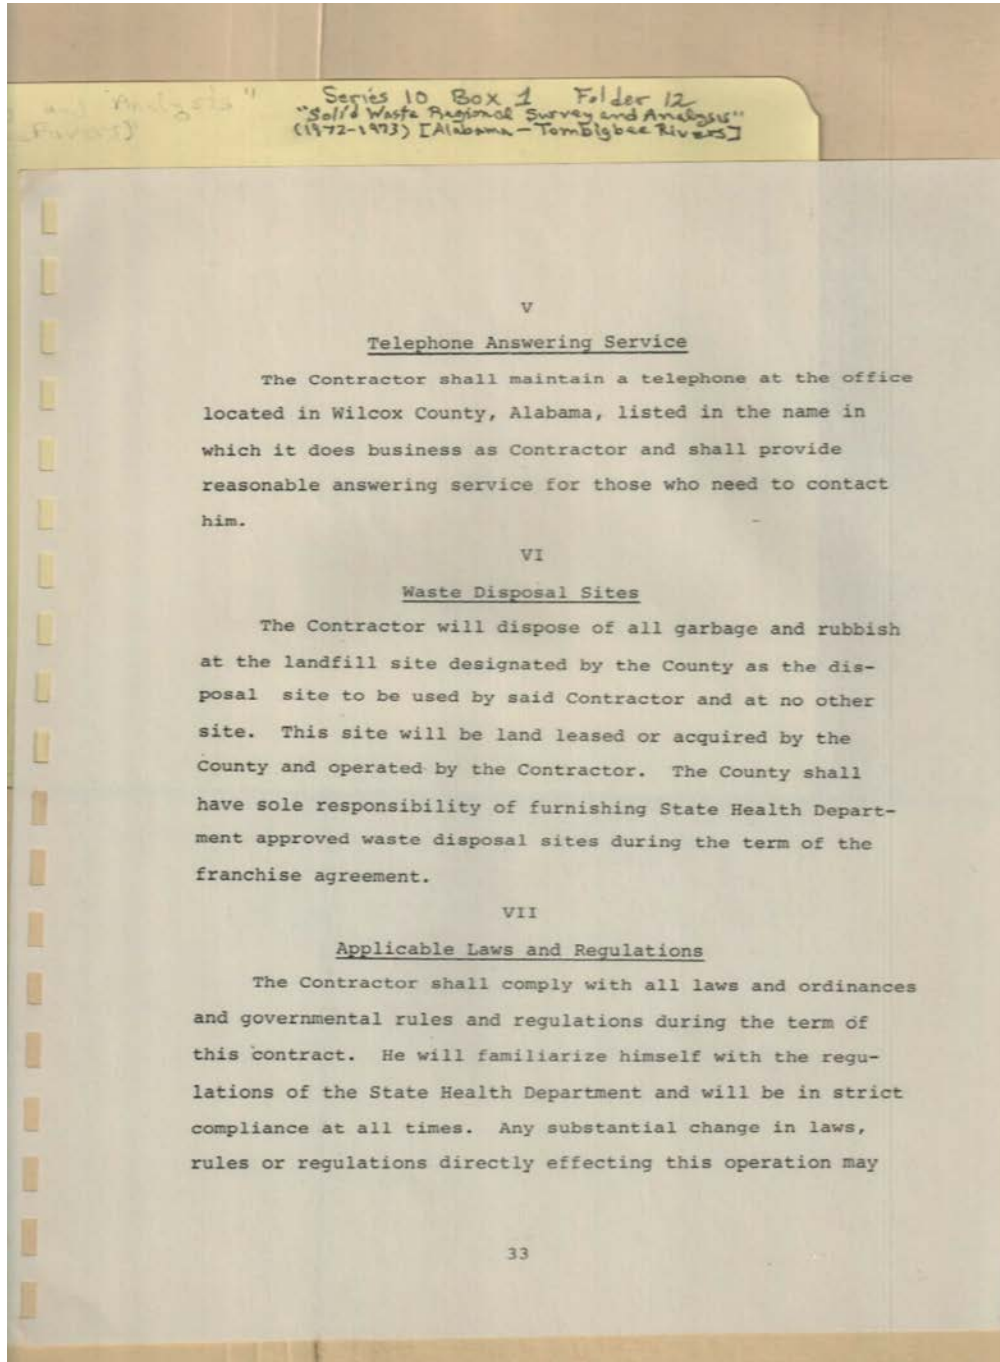 and Analysis"
Series 10 Box 1 Folder 12
"Solid Waste Regional Survey and Analysis"
(1972-1973) [Alabama - Tombigbee Rivers]
V
Telephone Answering Service
The Contractor shall maintain a telephone at the office
located in Wilcox County, Alabama, listed in the name in
which it does business as Contractor and shall provide
reasonable answering service for those who need to contact
him.
VI
Waste Disposal Sites
The Contractor will dispose of all garbage and rubbish
at the landfill site designated by the County as the dis-
posal site to be used by said Contractor and at no other
site. This site will be land leased or acquired by the
County and operated by the Contractor. The County shall
have sole responsibility of furnishing State Health Depart-
ment approved waste disposal sites during the term of the
franchise agreement.
VII
Applicable Laws and Regulations
The Contractor shall comply with all laws and ordinances
and governmental rules and regulations during the term of
this contract. He will familiarize himself with the regu-
lations of the State Health Department and will be in strict
compliance at all times. Any substantial change in laws,
rules or regulations directly effecting this operation may
33